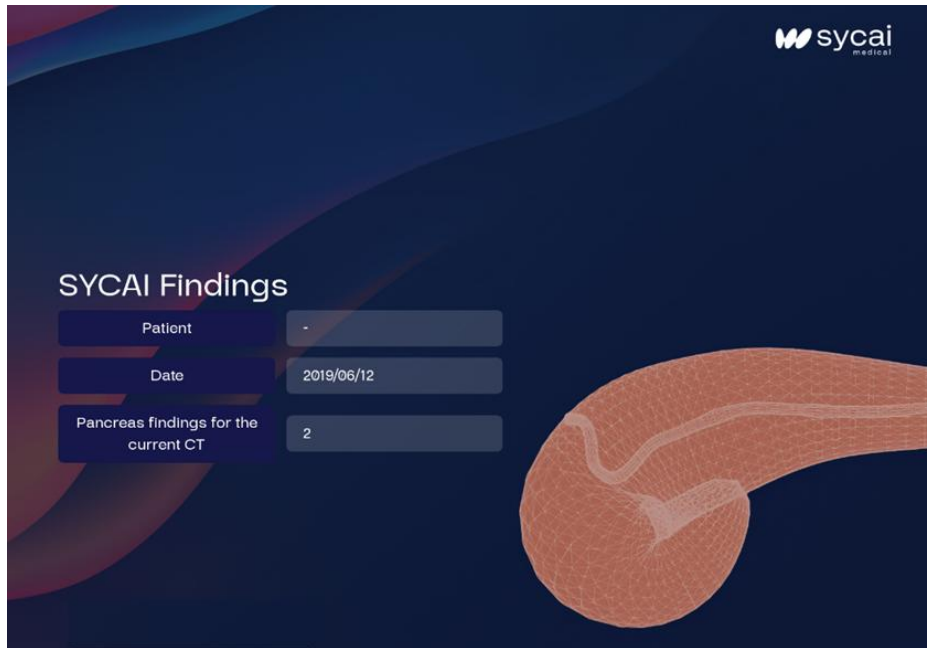 sycai
medical
SYCAI Findings
Patient
-
Date
2019/06/12
Pancreas findings for the
current CT
2